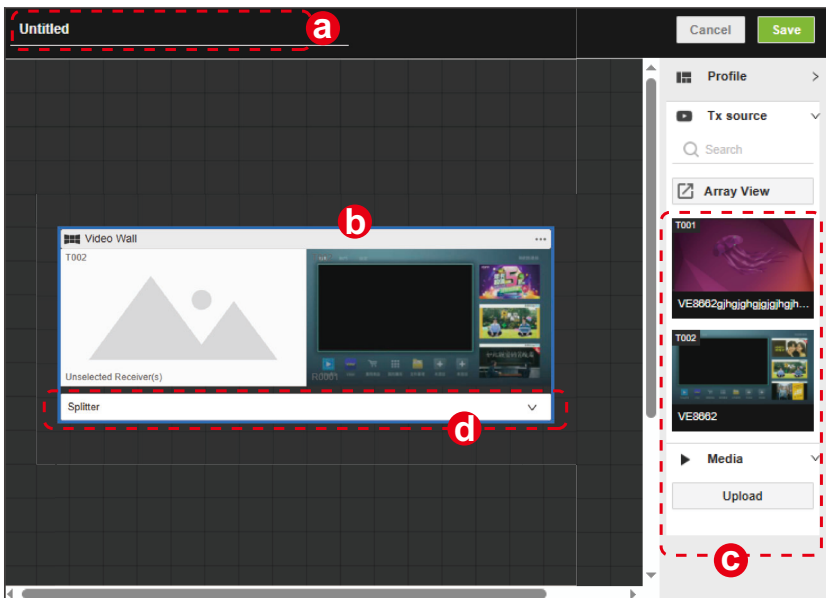 Untitled
a
Cancel
Save
Profile
Tx source
Search
Array View
b
Video Wall
T002
Unselected Receiver(s)
R0001
Splitter
d
T001
VE8662gjhgjghgjgjgjhgjh...
T002
VE8662
Media
Upload
c